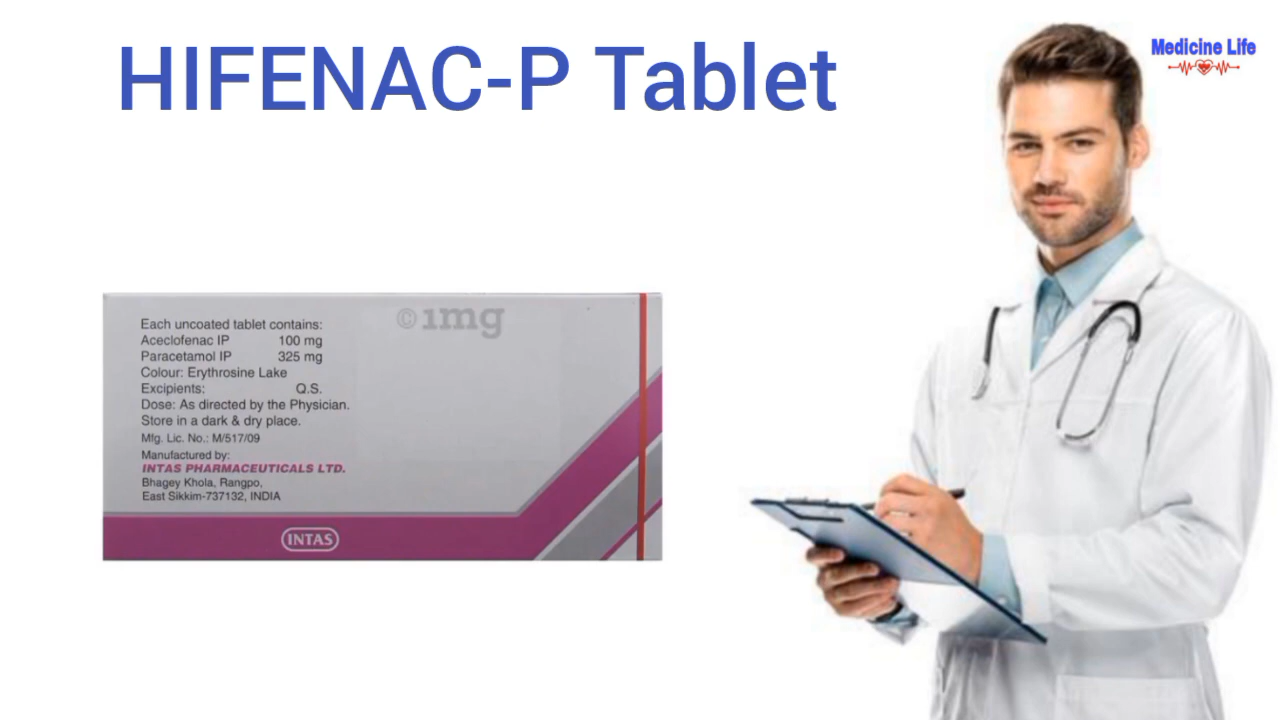 HIFENAC-P Tablet
Medicine Life
©1mg
Each uncoated tablet contains:
Aceclofenac IP 100 mg
Paracetamol IP 325 mg
Colour: Erythrosine Lake
Excipients: Q.S.
Dose: As directed by the Physician.
Store in a dark & dry place.
Mfg. Lic. No.: M/517/09
Manufactured by:
INTAS PHARMACEUTICALS LTD.
Bhagey Khola, Rangpo,
East Sikkim-737132, INDIA
INTAS